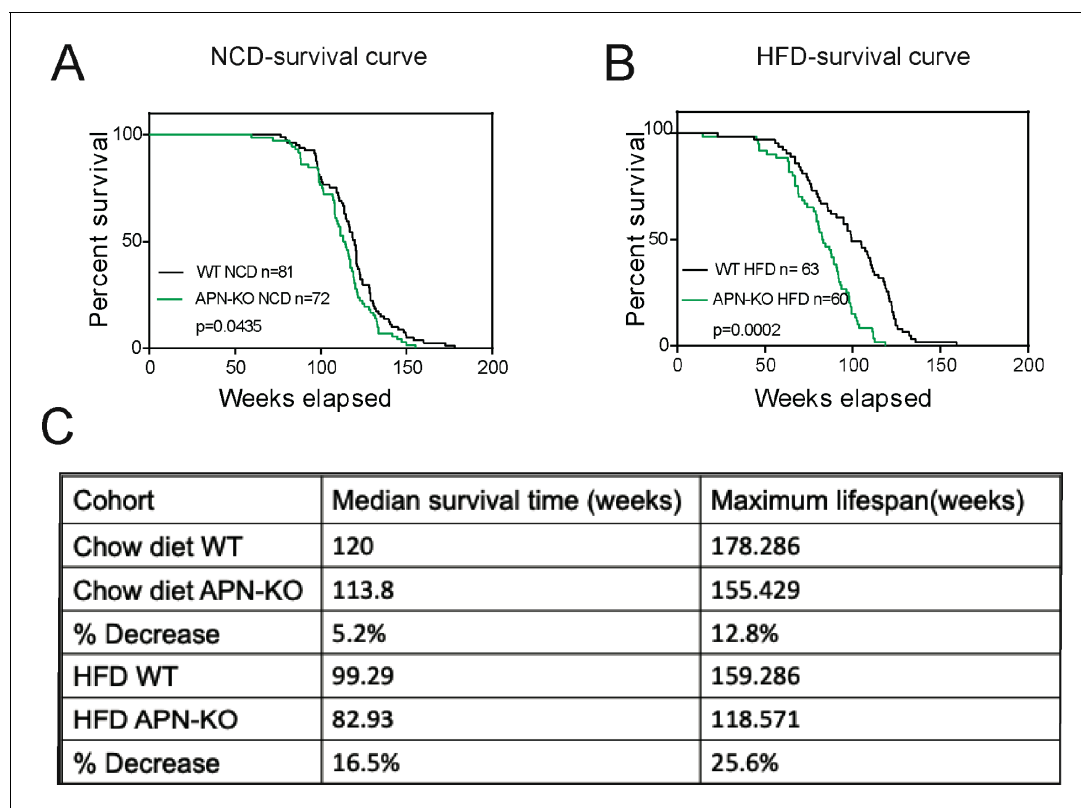 A
NCD-survival curve
Percent survival
100
50
0
WT NCD n=81
APN-KO NCD n=72
p=0.0435
0 50 100 150 200
Weeks elapsed
B
HFD-survival curve
Percent survival
100
50
0
WT HFD n= 63
APN-KO HFD n=60
p=0.0002
0 50 100 150 200
Weeks elapsed
C
Cohort Median survival time (weeks) Maximum lifespan(weeks)
Chow diet WT 120 178.286
Chow diet APN-KO 113.8 155.429
% Decrease 5.2% 12.8%
HFD WT 99.29 159.286
HFD APN-KO 82.93 118.571
% Decrease 16.5% 25.6%